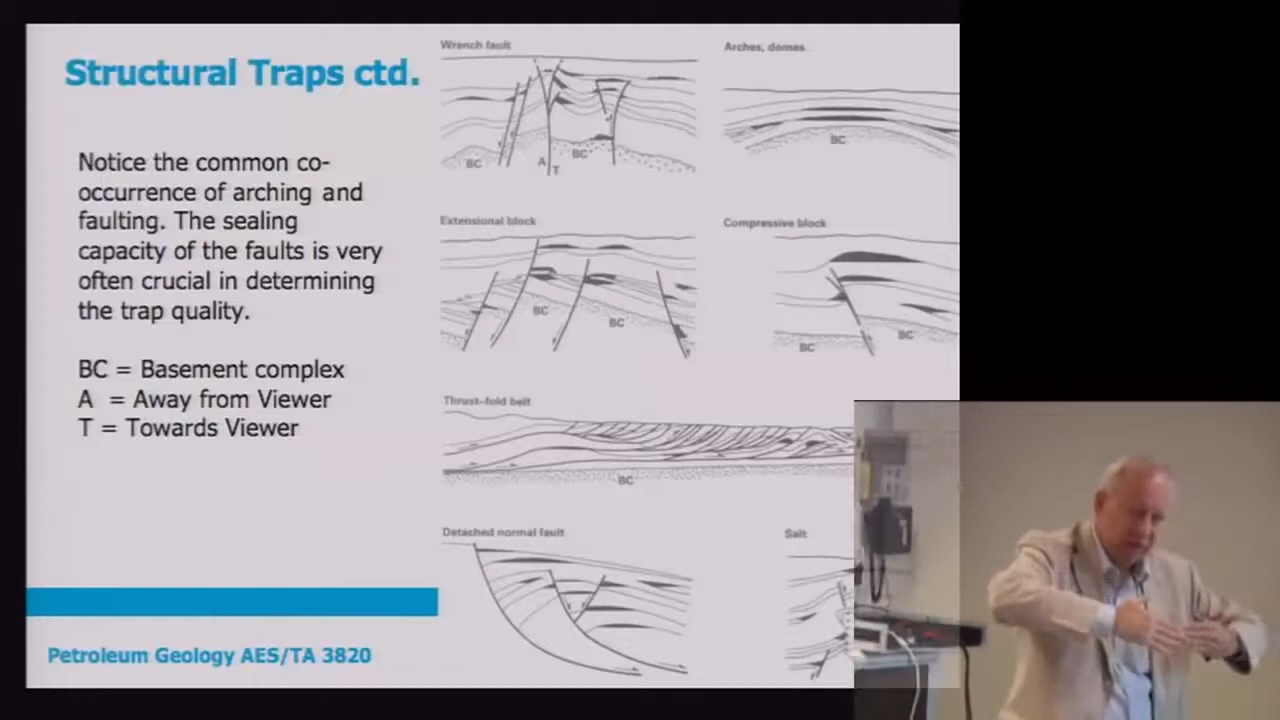 Structural Traps ctd.
Notice the common co-
occurrence of arching and
faulting. The sealing
capacity of the faults is very
often crucial in determining
the trap quality.
BC = Basement complex
A = Away from Viewer
T = Towards Viewer
Petroleum Geology AES/TA 3820
Wrench fault
BC
A
T
BC
Arches, domes
BC
Extensional block
BC
BC
Compressive block
BC
BC
Thrust–fold belt
BC
Detached normal fault
Salt